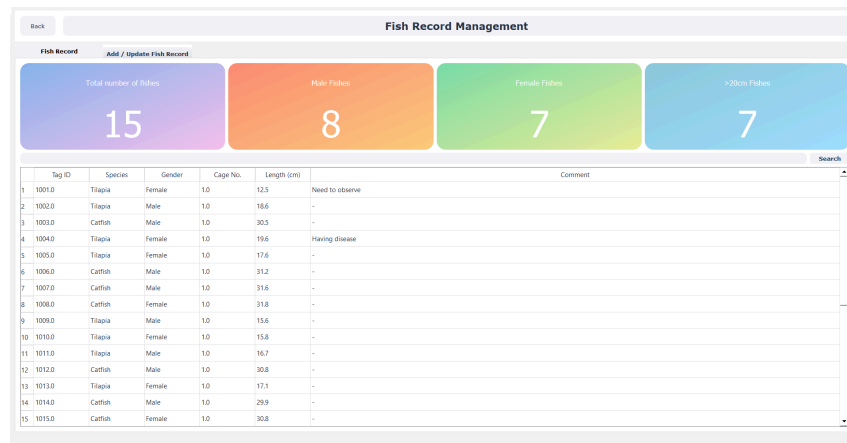 Back
Fish Record Management
Fish Record
Add / Update Fish Record
Total number of fishes
Male Fishes
Female Fishes
>20cm Fishes
15
8
7
7
Search
Tag ID Species Gender Cage No. Length (cm) Comment
1 1001.0 Tilapia Female 1.0 12.5 Need to observe
2 1002.0 Tilapia Male 1.0 18.6 -
3 1003.0 Catfish Male 1.0 30.5 -
4 1004.0 Tilapia Female 1.0 19.6 Having disease
5 1005.0 Tilapia Female 1.0 17.6 -
6 1006.0 Catfish Male 1.0 31.2 -
7 1007.0 Catfish Male 1.0 31.6 -
8 1008.0 Catfish Female 1.0 31.8 -
9 1009.0 Tilapia Male 1.0 15.6 -
10 1010.0 Tilapia Female 1.0 15.8 -
11 1011.0 Tilapia Male 1.0 16.7 -
12 1012.0 Catfish Male 1.0 30.8 -
13 1013.0 Tilapia Female 1.0 17.1 -
14 1014.0 Catfish Male 1.0 29.9 -
15 1015.0 Catfish Female 1.0 30.8 -